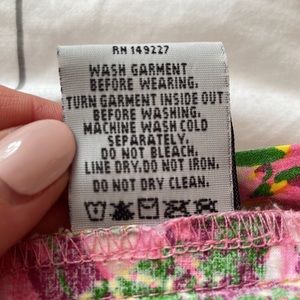 RN 149227
WASH GARMENT
BEFORE WEARING.
TURN GARMENT INSIDE OUT
BEFORE WASHING.
MACHINE WASH COLD
SEPARATELY.
DO NOT BLEACH.
LINE DRY.DO NOT IRON.
DO NOT DRY CLEAN.